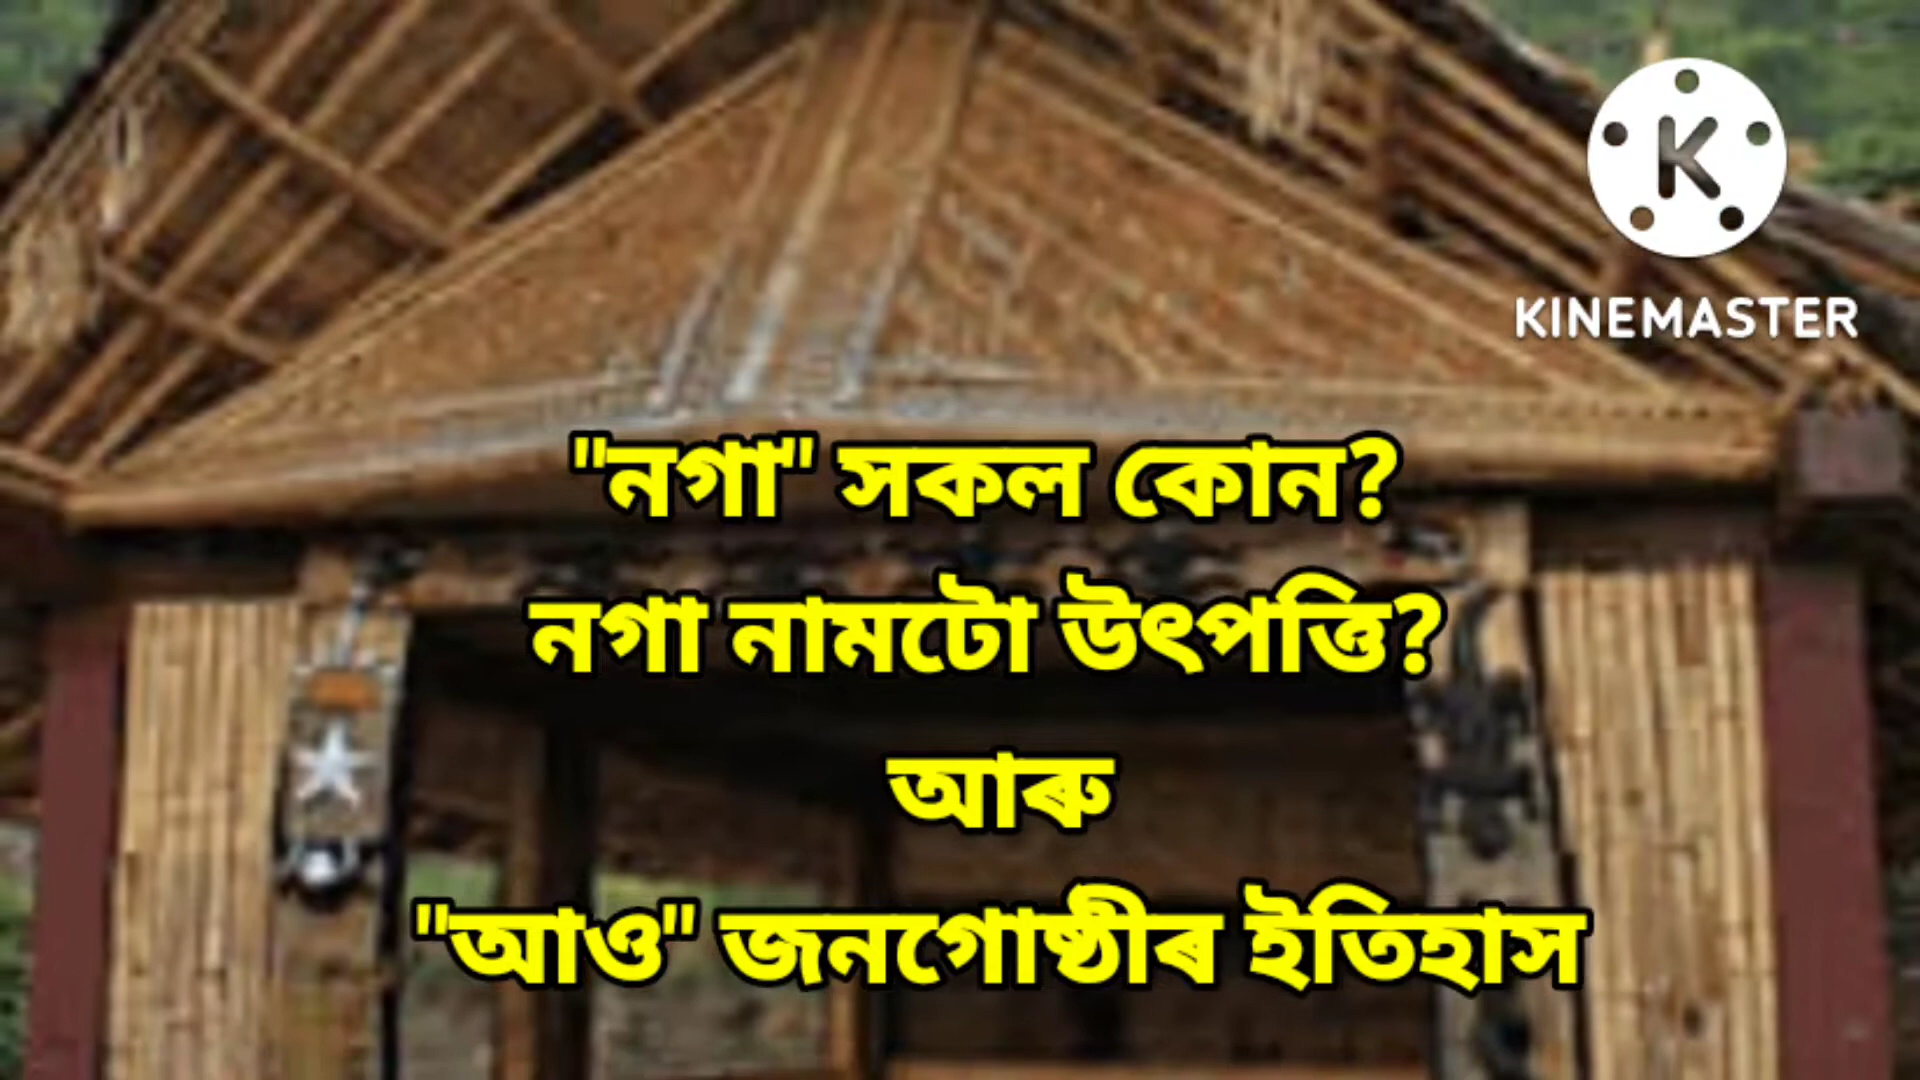 K
KINEMASTER
"নগা" সকল কোন?
নগা নামটো উৎপত্তি?
আৰু
"আও" জনগোষ্ঠীৰ ইতিহাস